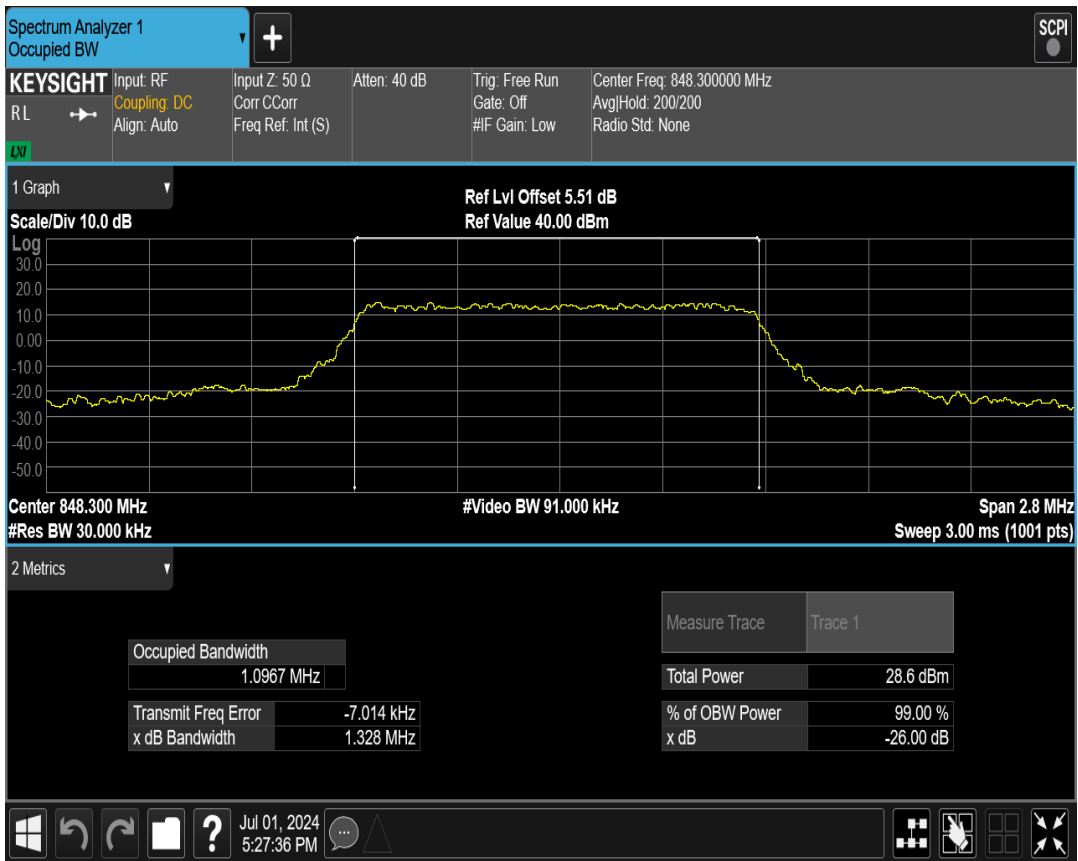 Spectrum Analyzer 1
Occupied BW
+
SCPI
KEYSIGHT
RL
LXI
Input: RF
Coupling: DC
Align: Auto
Input Z: 50 Ω
Corr CCorr
Freq Ref: Int (S)
Atten: 40 dB
Trig: Free Run
Gate: Off
#IF Gain: Low
Center Freq: 848.300000 MHz
Avg|Hold: 200/200
Radio Std: None
1 Graph
Scale/Div 10.0 dB
Ref Lvl Offset 5.51 dB
Ref Value 40.00 dBm
Log
30.0
20.0
10.0
0.00
-10.0
-20.0
-30.0
-40.0
-50.0
Center 848.300 MHz
#Res BW 30.000 kHz
#Video BW 91.000 kHz
Span 2.8 MHz
Sweep 3.00 ms (1001 pts)
2 Metrics
Occupied Bandwidth
1.0967 MHz
Transmit Freq Error -7.014 kHz
x dB Bandwidth 1.328 MHz
Measure Trace Trace 1
Total Power 28.6 dBm
% of OBW Power 99.00 %
x dB -26.00 dB
?
Jul 01, 2024
5:27:36 PM